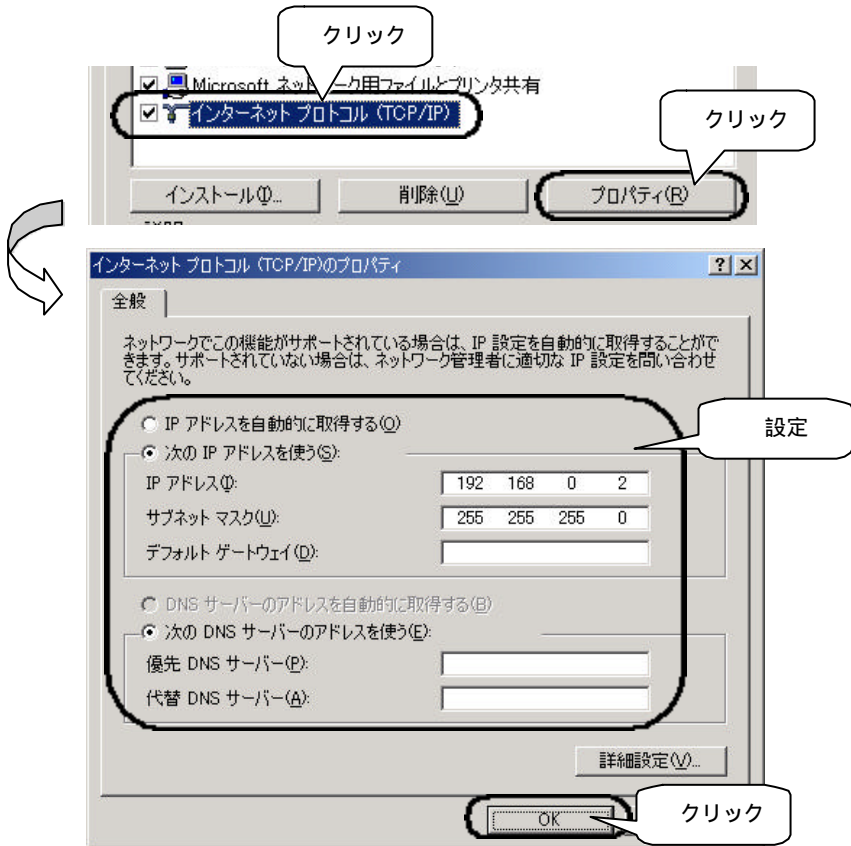 クリック
Microsoft ネットワーク用ファイルとプリンタ共有
インターネット プロトコル (TCP/IP)
クリック
インストール(I)...
削除(U)
プロパティ(R)
インターネット プロトコル (TCP/IP)のプロパティ
全般
ネットワークでこの機能がサポートされている場合は、IP 設定を自動的に取得することがで
きます。サポートされていない場合は、ネットワーク管理者に適切な IP 設定を問い合わせ
てください。
IP アドレスを自動的に取得する(O)
次の IP アドレスを使う(S):
設定
IP アドレス(I): 192 168 0 2
サブネット マスク(U): 255 255 255 0
デフォルト ゲートウェイ(D):
DNS サーバーのアドレスを自動的に取得する(B)
次の DNS サーバーのアドレスを使う(E):
優先 DNS サーバー(P):
代替 DNS サーバー(A):
詳細設定(V)...
OK
クリック